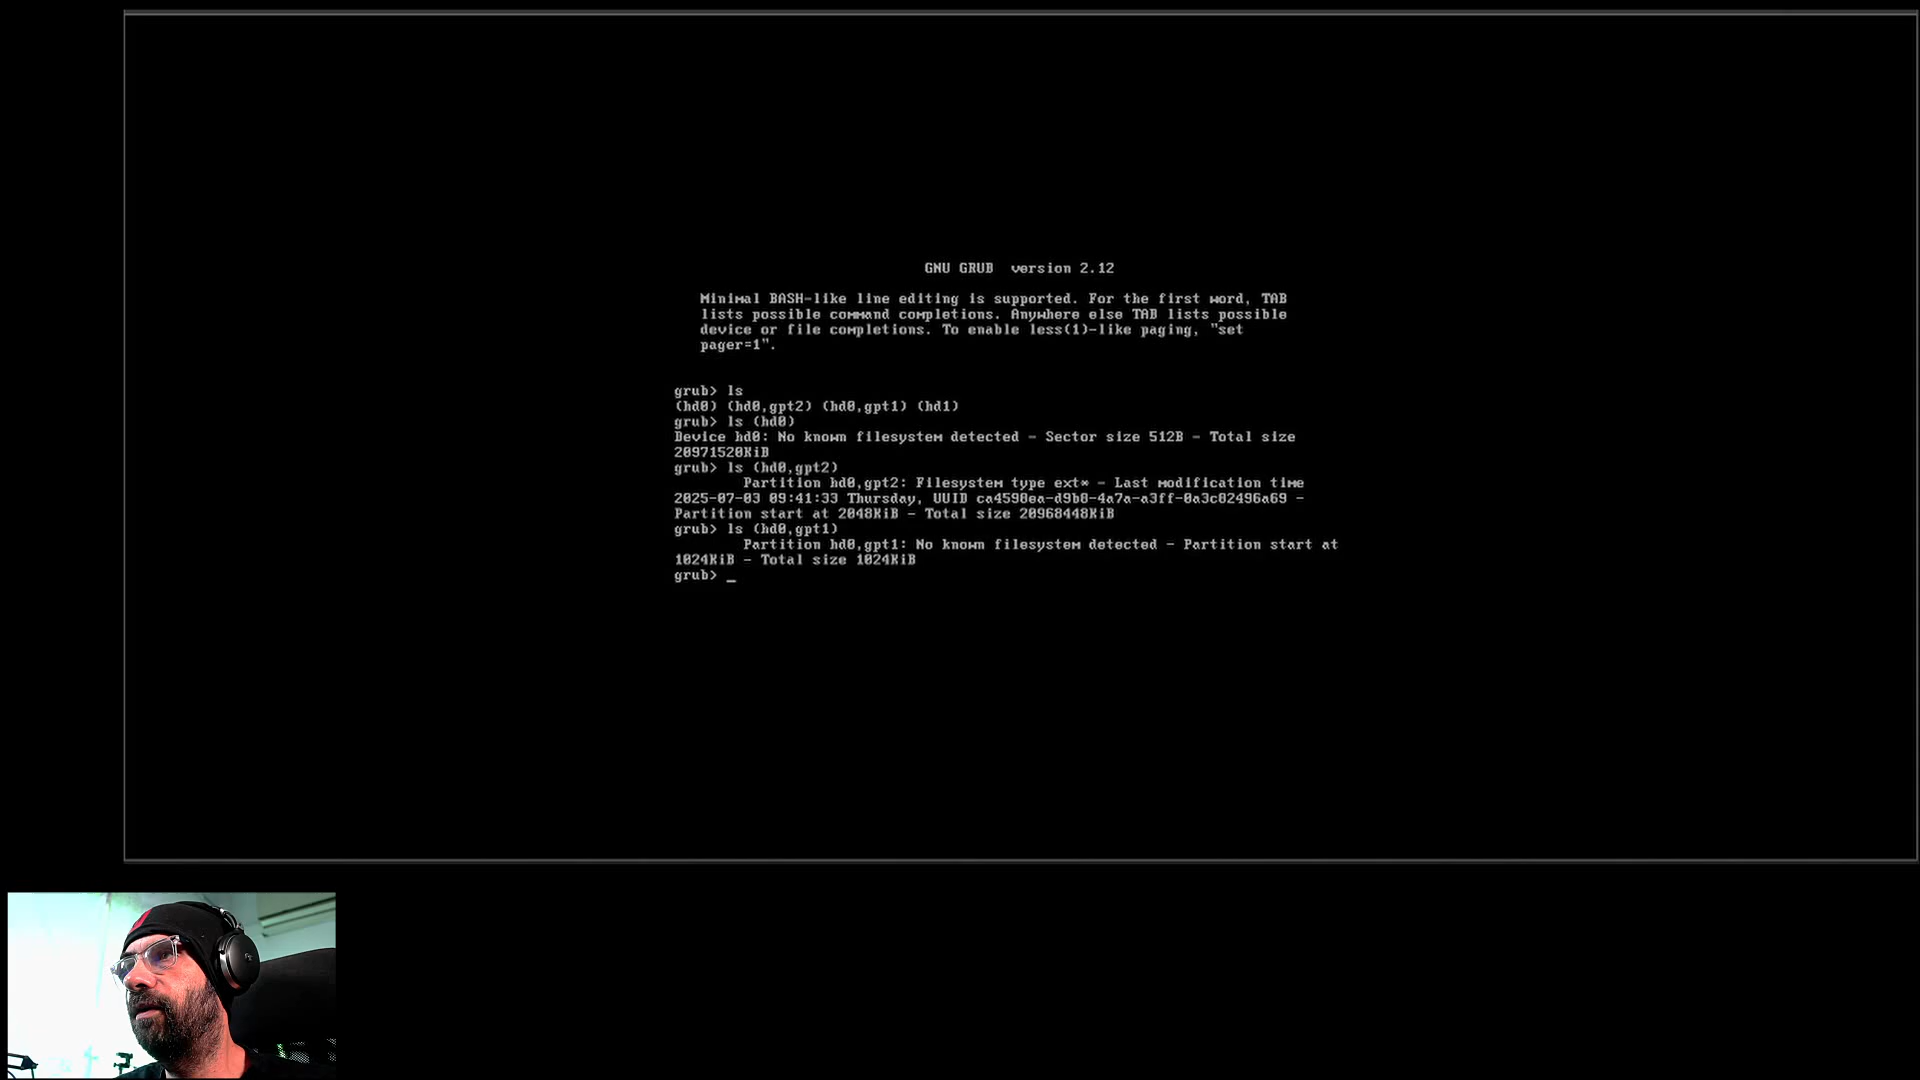 GNU GRUB  version 2.12
Minimal BASH-like line editing is supported. For the first word, TAB
lists possible command completions. Anywhere else TAB lists possible
device or file completions. To enable less(1)-like paging, "set
pager=1".
grub> ls
(hd0) (hd0,gpt2) (hd0,gpt1) (hd1)
grub> ls (hd0)
Device hd0: No known filesystem detected - Sector size 512B - Total size
20971520KiB
grub> ls (hd0,gpt2)
Partition hd0,gpt2: Filesystem type ext* - Last modification time
2025-07-03 09:41:33 Thursday, UUID ca4598ea-d9b8-4a7a-a3ff-0a3c02496a69 -
Partition start at 2048KiB - Total size 20968448KiB
grub> ls (hd0,gpt1)
Partition hd0,gpt1: No known filesystem detected - Partition start at
1024KiB - Total size 1024KiB
grub> _